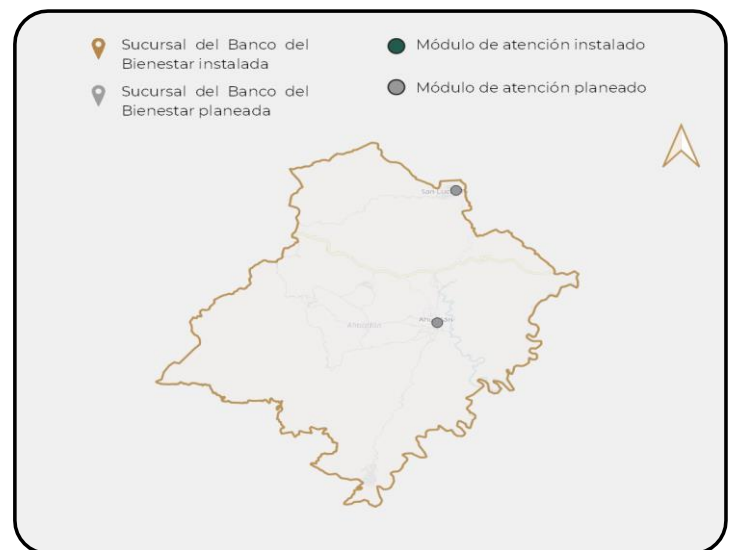 Sucursal del Banco del
Bienestar instalada
Sucursal del Banco del
Bienestar planeada
Módulo de atención instalado
Módulo de atención planeado